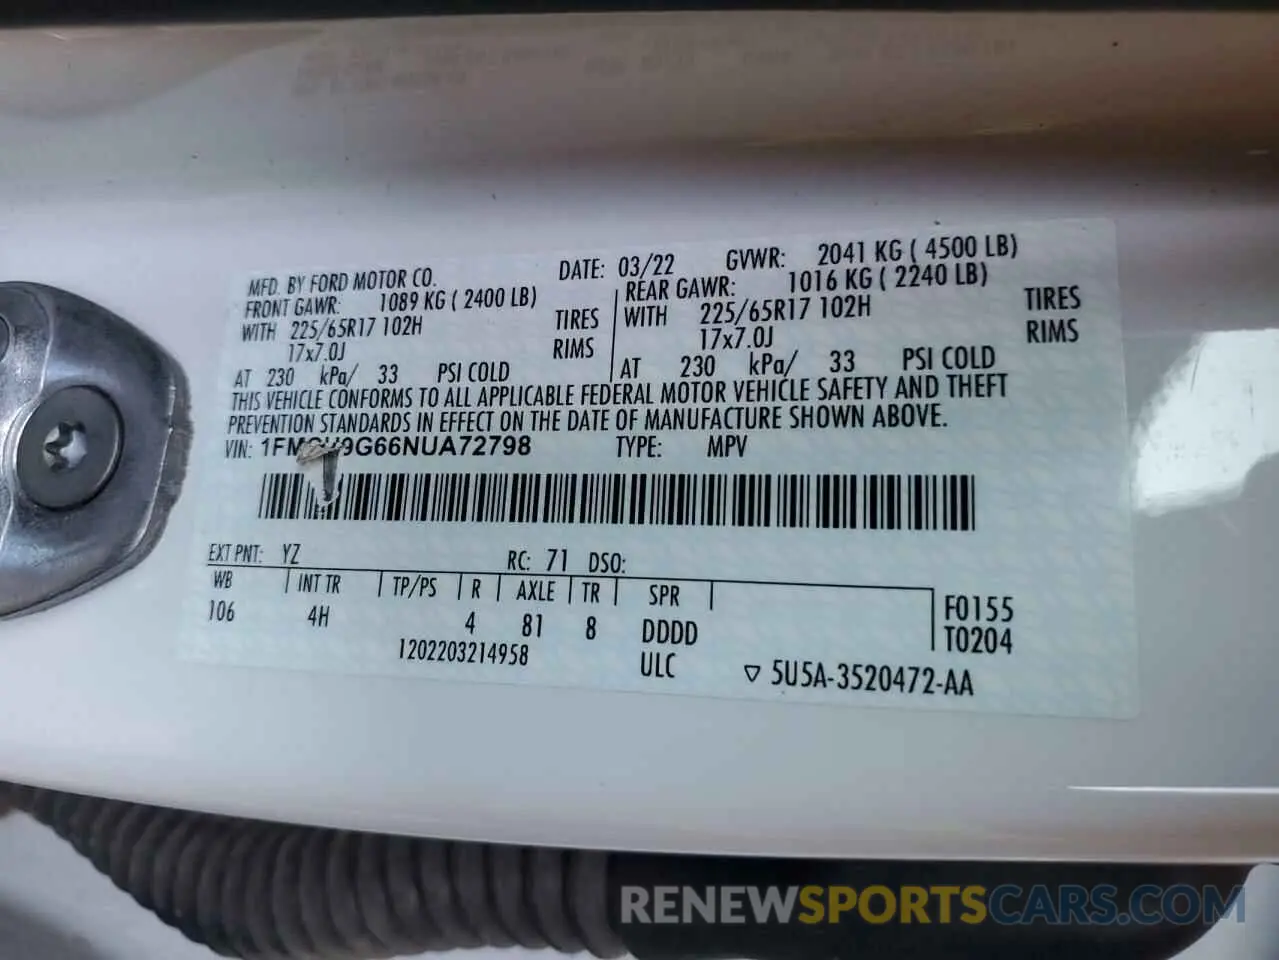 MFD. BY FORD MOTOR CO. DATE: 03/22 GVWR: 2041 KG ( 4500 LB)
FRONT GAWR: 1089 KG ( 2400 LB) REAR GAWR: 1016 KG ( 2240 LB)
WITH 225/65R17 102H TIRES WITH 225/65R17 102H TIRES
17x7.0J RIMS 17x7.0J RIMS
AT 230 kPa/ 33 PSI COLD AT 230 kPa/ 33 PSI COLD
THIS VEHICLE CONFORMS TO ALL APPLICABLE FEDERAL MOTOR VEHICLE SAFETY AND THEFT
PREVENTION STANDARDS IN EFFECT ON THE DATE OF MANUFACTURE SHOWN ABOVE.
VIN: TYPE: MPV
EXT PNT: YZ RC: 71 DSO:
WB INT TR TP/PS R AXLE TR SPR
106 4H 4 81 8 DDDD
F0155
T0204
1202203214958 ULC ▽ 5U5A-3520472-AA
RENEWSPORTSCARS.COM